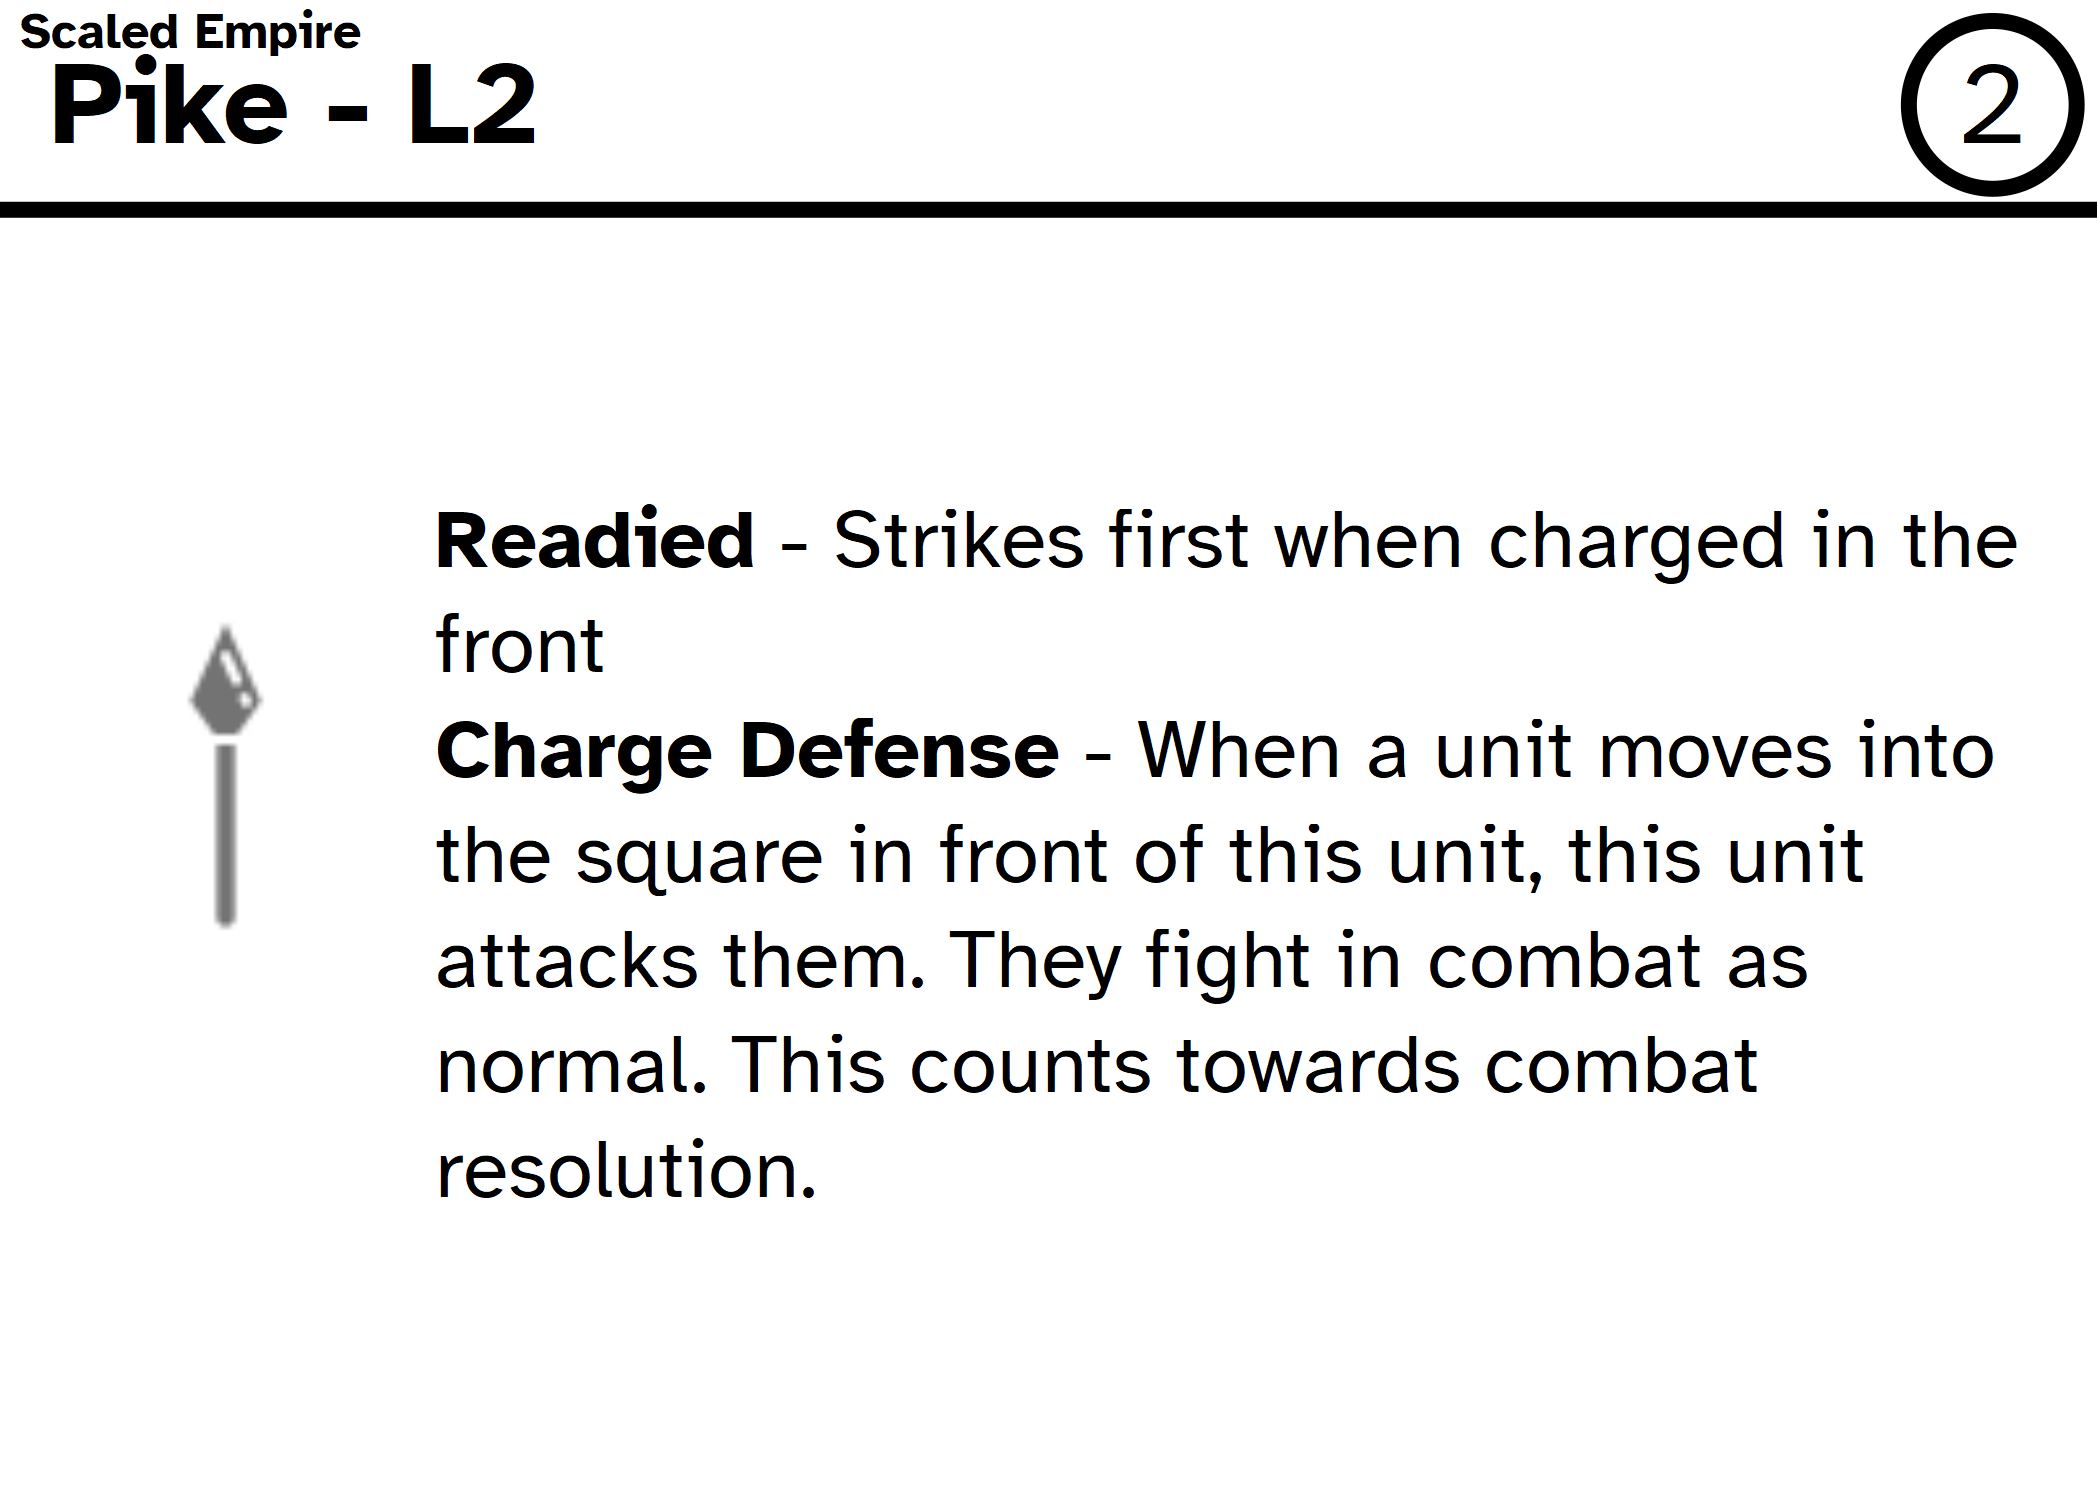 Scaled Empire
Pike - L2
2
Readied - Strikes first when charged in the
front
Charge Defense - When a unit moves into
the square in front of this unit, this unit
attacks them. They fight in combat as
normal. This counts towards combat
resolution.